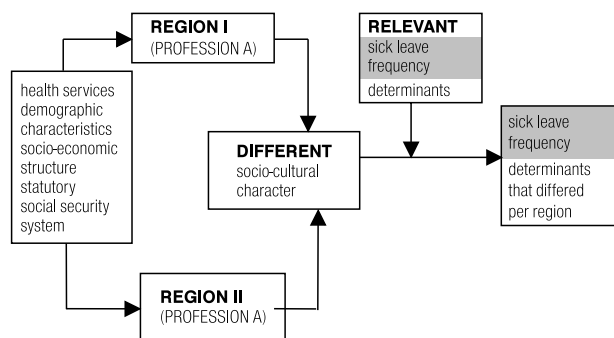 REGION I
(PROFESSION A)
RELEVANT
sick leave
frequency
determinants
health services
demographic
characteristics
socio-economic
structure
statutory
social security
system
DIFFERENT
socio-cultural
character
sick leave
frequency
determinants
that differed
per region
REGION II
(PROFESSION A)